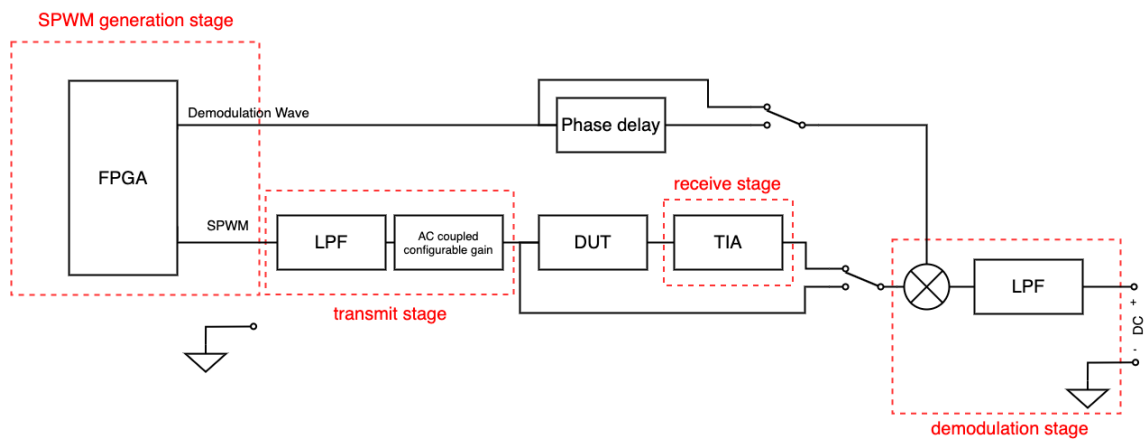 SPWM generation stage
Demodulation Wave
Phase delay
FPGA
receive stage
SPWM
LPF
AC coupled
configurable gain
DUT
TIA
LPF
transmit stage
+
DC
-
demodulation stage